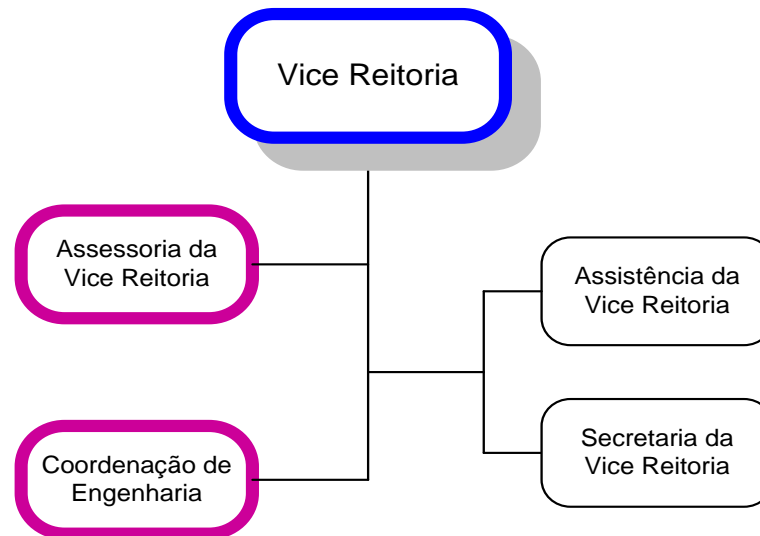 Vice Reitoria
Assessoria da
Vice Reitoria
Assistência da
Vice Reitoria
Coordenação de
Engenharia
Secretaria da
Vice Reitoria